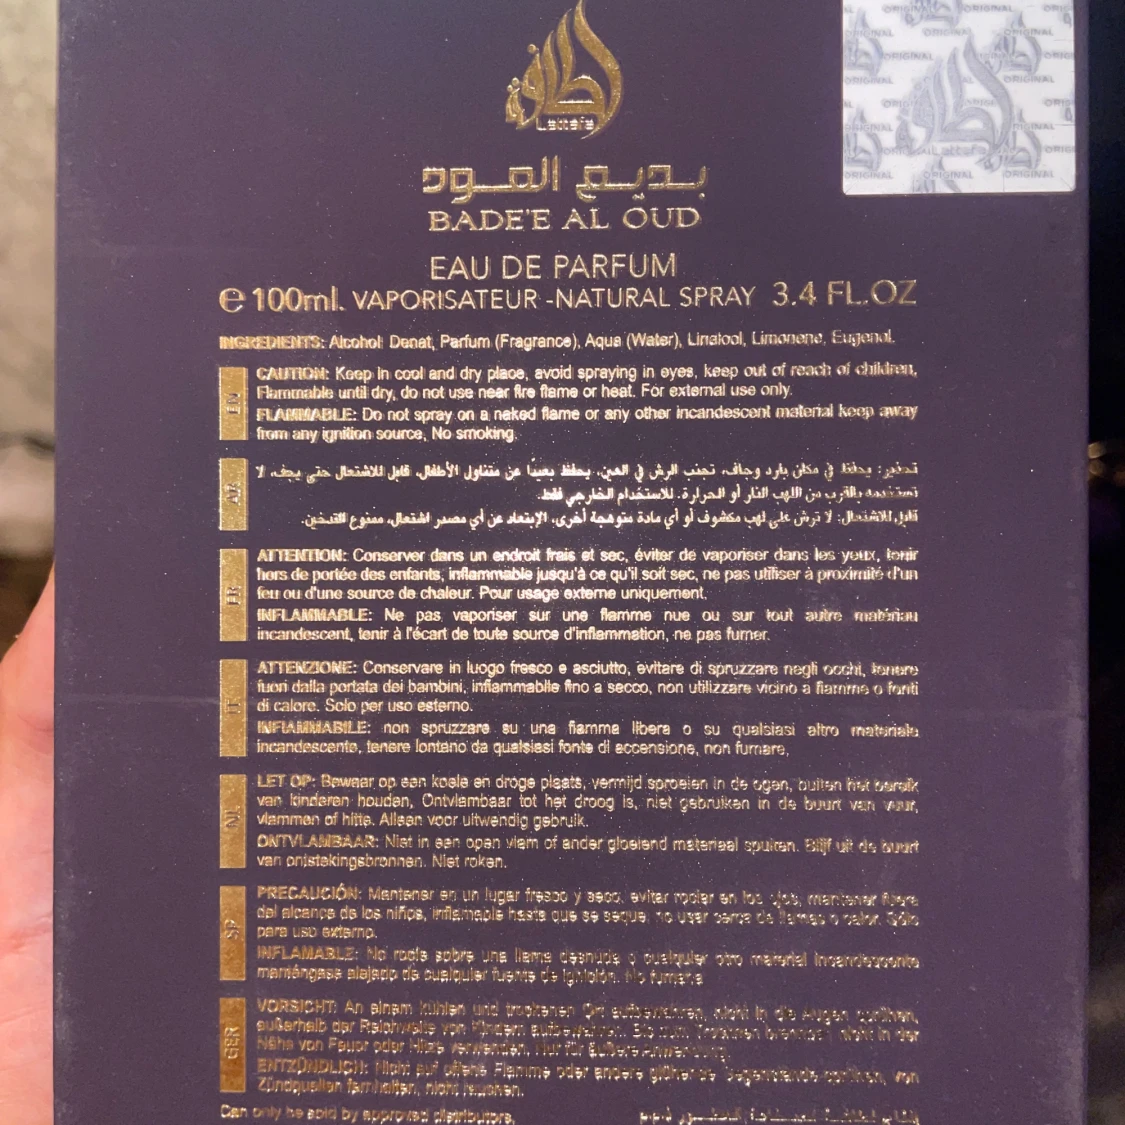 لطافة
Lattafa
ORIGINAL
بديع العود
BADE'E AL OUD
EAU DE PARFUM
℮ 100ml. VAPORISATEUR -NATURAL SPRAY 3.4 FL.OZ
INGREDIENTS: Alcohol Denat, Parfum (Fragrance), Aqua (Water), Linalool, Limonene, Eugenol.
EN
CAUTION: Keep in cool and dry place, avoid spraying in eyes, keep out of reach of children,
Flammable until dry, do not use near fire flame or heat. For external use only.
FLAMMABLE: Do not spray on a naked flame or any other incandescent material keep away
from any ignition source, No smoking.
AR
تحذير: يحفظ في مكان بارد وجاف، تجنب الرش في العين، يحفظ بعيداً عن متناول الأطفال، قابل للاشتعال حتى يجف، لا
تستخدمه بالقرب من اللهب النار أو الحرارة. للاستخدام الخارجي فقط.
قابل للاشتعال: لا ترش على لهب مكشوف أو أي مادة متوهجة أخرى، الإبتعاد عن أي مصدر اشتعال، ممنوع التدخين.
FR
ATTENTION: Conserver dans un endroit frais et sec, éviter de vaporiser dans les yeux, tenir
hors de portée des enfants, inflammable jusqu'à ce qu'il soit sec, ne pas utiliser à proximité d'un
feu ou d'une source de chaleur. Pour usage externe uniquement.
INFLAMMABLE: Ne pas vaporiser sur une flamme nue ou sur tout autre matériau
incandescent, tenir à l'écart de toute source d'inflammation, ne pas fumer.
IT
ATTENZIONE: Conservare in luogo fresco e asciutto, evitare di spruzzare negli occhi, tenere
fuori dalla portata dei bambini, infiammabile fino a secco, non utilizzare vicino a fiamme o fonti
di calore. Solo per uso esterno.
INFIAMMABILE: non spruzzare su una fiamma libera o su qualsiasi altro materiale
incandescente, tenere lontano da qualsiasi fonte di accensione, non fumare,
NL
LET OP: Bewaar op een koele en droge plaats, vermijd sproeien in de ogen, buiten het bereik
van kinderen houden, Ontvlambaar tot het droog is, niet gebruiken in de buurt van vuur,
vlammen of hitte. Alleen voor uitwendig gebruik.
ONTVLAMBAAR: Niet in een open vlam of ander gloeiend materiaal spuiten. Blijf uit de buurt
van ontstekingsbronnen. Niet roken.
SP
PRECAUCIÓN: Mantener en un lugar fresco y seco, evitar rociar en los ojos, mantener fuera
del alcance de los niños, inflamable hasta que se seque, no usar cerca de llamas o calor. Sólo
para uso externo.
INFLAMABLE: No rocíe sobre una llama desnuda o cualquier otro material incandescente
manténgase alejado de cualquier fuente de ignición. No fumar
GER
VORSICHT: An einem kühlen und trockenen Ort aufbewahren, nicht in die Augen sprühen,
außerhalb der Reichweite von Kindern aufbewahren. Bis zum Trocknen brennbar, nicht in der
Nähe von Feuer oder Hitze verwenden. Nur für äußere Anwendung.
ENTZÜNDLICH: Nicht auf offene Flamme oder andere glühende Gegenstände sprühen, von
Zündquellen fernhalten, nicht rauchen.
Can only be sold by approved distributors.